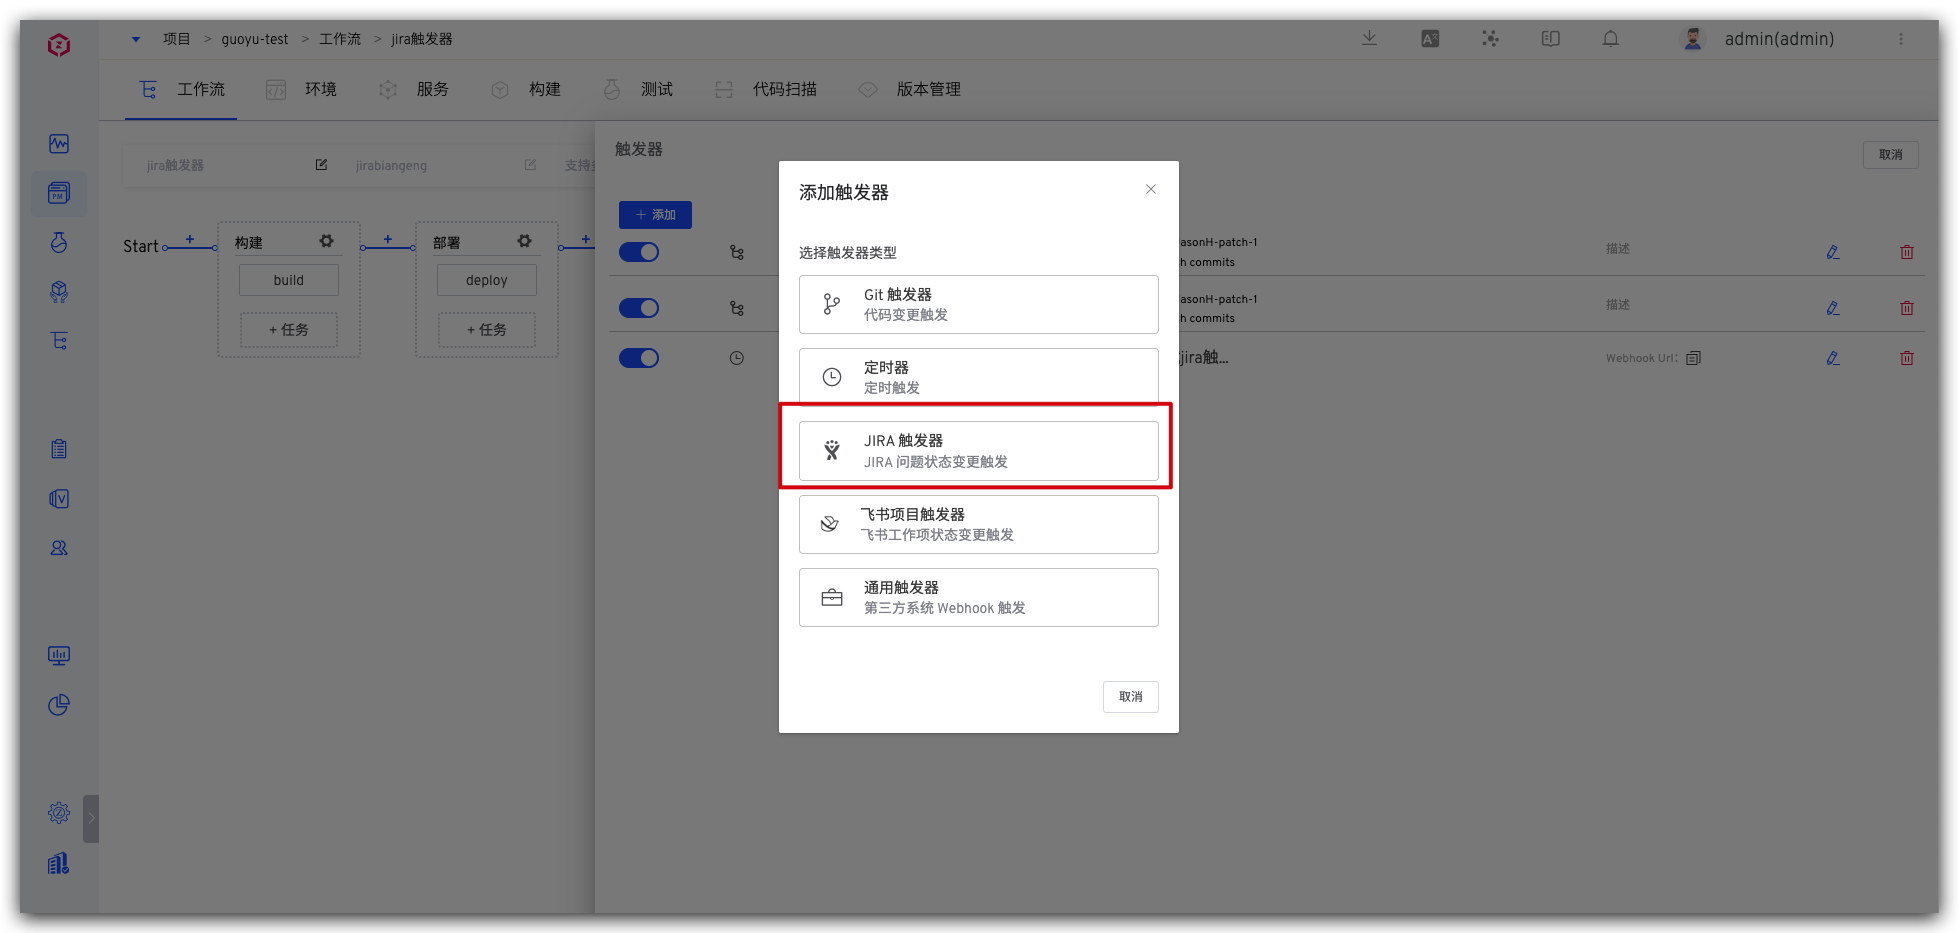 项目 > guoyu-test > 工作流 > jira触发器
admin(admin)
工作流 环境 服务 构建 测试 代码扫描 版本管理
jira触发器 jirabiangeng 支持
触发器
取消
+ 添加
Start
构建
build
+ 任务
部署
deploy
+ 任务
asonH-patch-1
h commits
描述
asonH-patch-1
h commits
描述
jira触...
Webhook Url:
添加触发器
选择触发器类型
Git 触发器
代码变更触发
定时器
定时触发
JIRA 触发器
JIRA 问题状态变更触发
飞书项目触发器
飞书工作项状态变更触发
通用触发器
第三方系统 Webhook 触发
取消